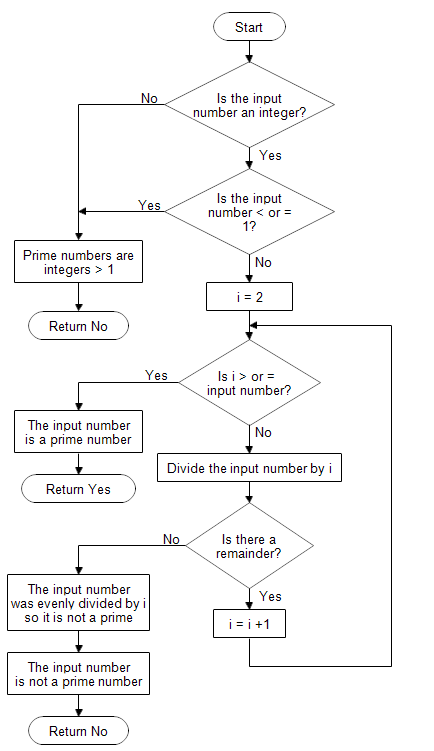 Start
Is the input
number an integer?
No
Yes
Is the input
number < or =
1?
Yes
No
Prime numbers are
integers > 1
Return No
i = 2
Is i > or =
input number?
Yes
No
The input number
is a prime number
Return Yes
Divide the input number by i
Is there a
remainder?
No
Yes
The input number
was evenly divided by i
so it is not a prime
i = i +1
The input number
is not a prime number
Return No